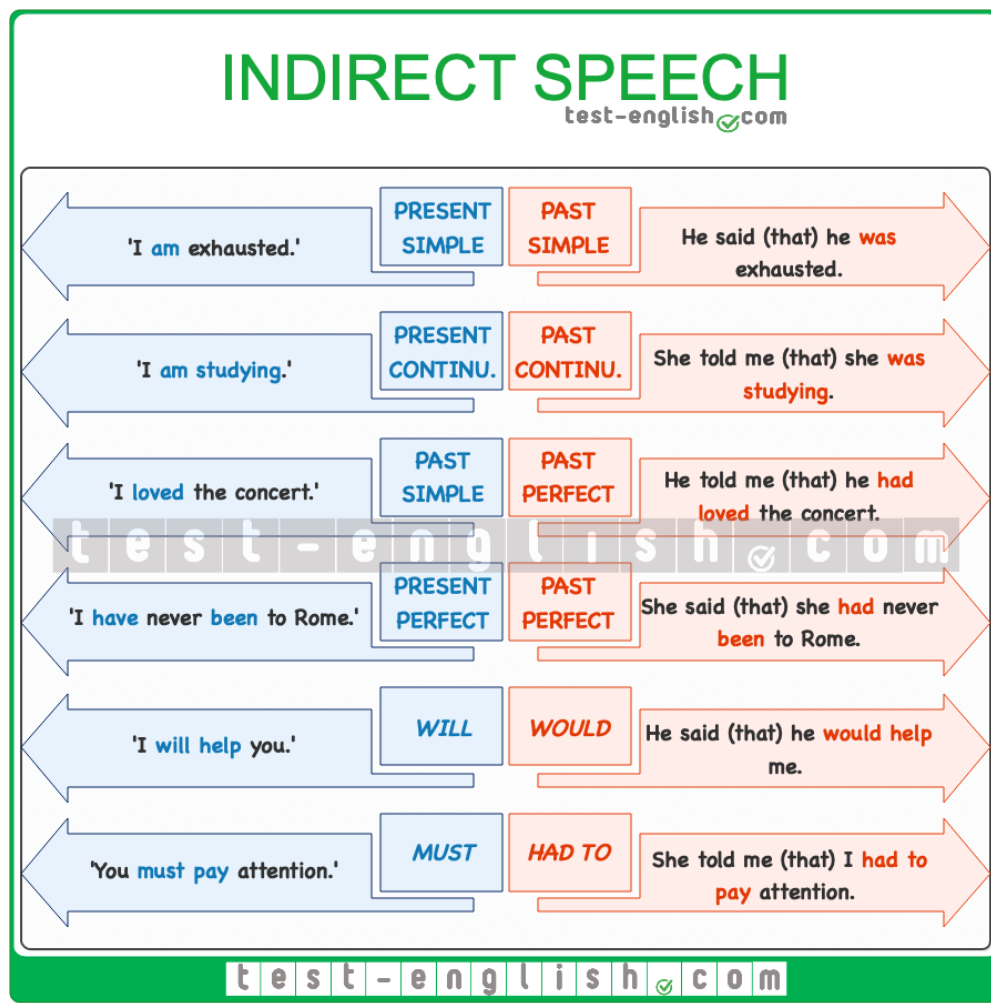 INDIRECT SPEECH
test-english.com
'I am exhausted.'
PRESENT
SIMPLE
PAST
SIMPLE
He said (that) he was
exhausted.
'I am studying.'
PRESENT
CONTINU.
PAST
CONTINU.
She told me (that) she was
studying.
'I loved the concert.'
PAST
SIMPLE
PAST
PERFECT
He told me (that) he had
loved the concert.
test-english.com
'I have never been to Rome.'
PRESENT
PERFECT
PAST
PERFECT
She said (that) she had never
been to Rome.
'I will help you.'
WILL
WOULD
He said (that) he would help
me.
'You must pay attention.'
MUST
HAD TO
She told me (that) I had to
pay attention.
test-english.com